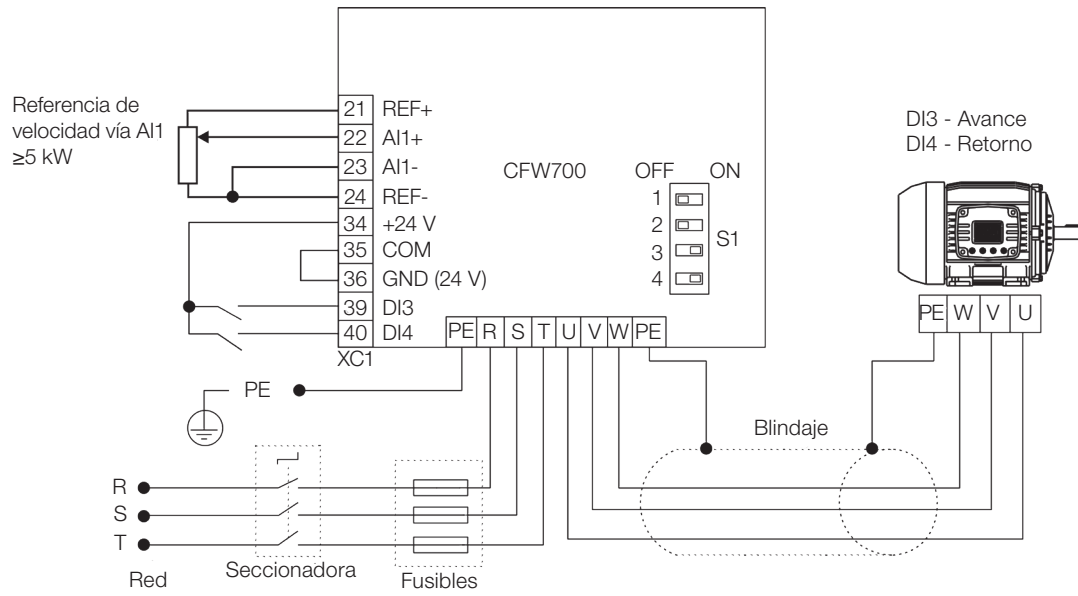 Referencia de
velocidad vía AI1
≥5 kW
21 REF+
22 AI1+
23 AI1-
24 REF-
34 +24 V
35 COM
36 GND (24 V)
39 DI3
40 DI4
XC1
CFW700
OFF ON
1
2
3
4
S1
PE R S T U V W PE
DI3 - Avance
DI4 - Retorno
PE W V U
PE
Blindaje
R
S
T
Red
Seccionadora
Fusibles